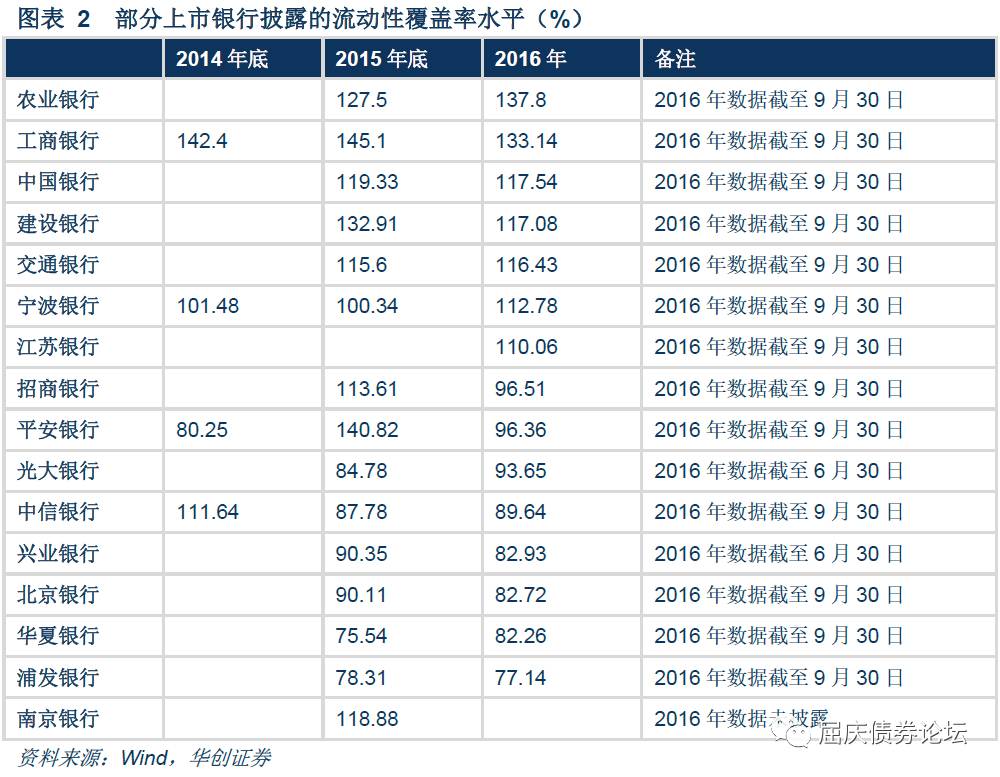 图表 2 部分上市银行披露的流动性覆盖率水平（%）
2014 年底 2015 年底 2016 年 备注
农业银行 127.5 137.8 2016 年数据截至 9 月 30 日
工商银行 142.4 145.1 133.14 2016 年数据截至 9 月 30 日
中国银行 119.33 117.54 2016 年数据截至 9 月 30 日
建设银行 132.91 117.08 2016 年数据截至 9 月 30 日
交通银行 115.6 116.43 2016 年数据截至 9 月 30 日
宁波银行 101.48 100.34 112.78 2016 年数据截至 9 月 30 日
江苏银行 110.06 2016 年数据截至 9 月 30 日
招商银行 113.61 96.51 2016 年数据截至 9 月 30 日
平安银行 80.25 140.82 96.36 2016 年数据截至 9 月 30 日
光大银行 84.78 93.65 2016 年数据截至 6 月 30 日
中信银行 111.64 87.78 89.64 2016 年数据截至 9 月 30 日
兴业银行 90.35 82.93 2016 年数据截至 6 月 30 日
北京银行 90.11 82.72 2016 年数据截至 9 月 30 日
华夏银行 75.54 82.26 2016 年数据截至 9 月 30 日
浦发银行 78.31 77.14 2016 年数据截至 9 月 30 日
南京银行 118.88 2016 年数据未披露
屈庆债券论坛
资料来源：Wind，华创证券